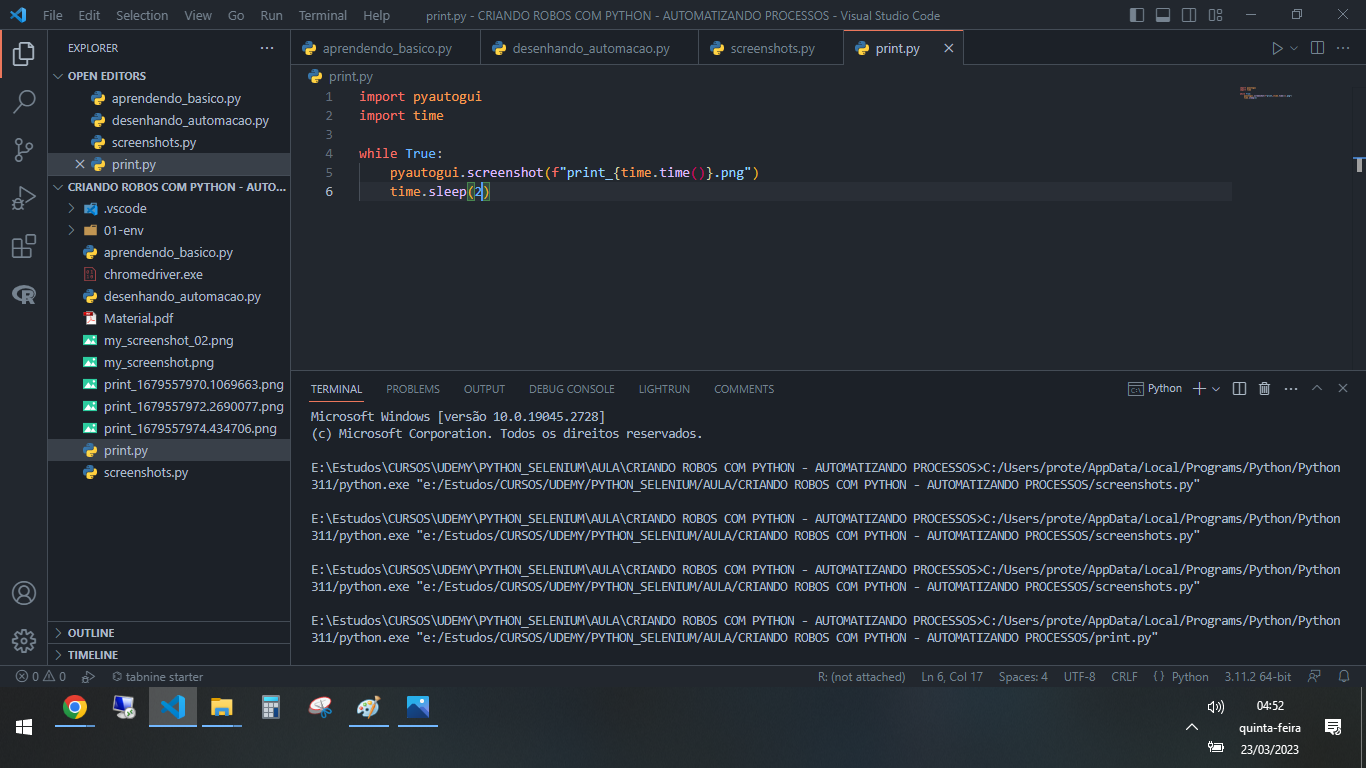 File Edit Selection View Go Run Terminal Help print.py - CRIANDO ROBOS COM PYTHON - AUTOMATIZANDO PROCESSOS - Visual Studio Code
EXPLORER
OPEN EDITORS
aprendendo_basico.py
desenhando_automacao.py
screenshots.py
print.py
CRIANDO ROBOS COM PYTHON - AUTO...
.vscode
01-env
aprendendo_basico.py
chromedriver.exe
desenhando_automacao.py
Material.pdf
my_screenshot_02.png
my_screenshot.png
print_1679557970.1069663.png
print_1679557972.2690077.png
print_1679557974.434706.png
print.py
screenshots.py
OUTLINE
TIMELINE
aprendendo_basico.py desenhando_automacao.py screenshots.py print.py
print.py
1 import pyautogui
2 import time
3
4 while True:
5 pyautogui.screenshot(f"print_{time.time()}.png")
6 time.sleep(2)
TERMINAL PROBLEMS OUTPUT DEBUG CONSOLE LIGHTRUN COMMENTS Python
Microsoft Windows [versão 10.0.19045.2728]
(c) Microsoft Corporation. Todos os direitos reservados.
E:\Estudos\CURSOS\UDEMY\PYTHON_SELENIUM\AULA\CRIANDO ROBOS COM PYTHON - AUTOMATIZANDO PROCESSOS>C:/Users/prote/AppData/Local/Programs/Python/Python
311/python.exe "e:/Estudos/CURSOS/UDEMY/PYTHON_SELENIUM/AULA/CRIANDO ROBOS COM PYTHON - AUTOMATIZANDO PROCESSOS/screenshots.py"
E:\Estudos\CURSOS\UDEMY\PYTHON_SELENIUM\AULA\CRIANDO ROBOS COM PYTHON - AUTOMATIZANDO PROCESSOS>C:/Users/prote/AppData/Local/Programs/Python/Python
311/python.exe "e:/Estudos/CURSOS/UDEMY/PYTHON_SELENIUM/AULA/CRIANDO ROBOS COM PYTHON - AUTOMATIZANDO PROCESSOS/screenshots.py"
E:\Estudos\CURSOS\UDEMY\PYTHON_SELENIUM\AULA\CRIANDO ROBOS COM PYTHON - AUTOMATIZANDO PROCESSOS>C:/Users/prote/AppData/Local/Programs/Python/Python
311/python.exe "e:/Estudos/CURSOS/UDEMY/PYTHON_SELENIUM/AULA/CRIANDO ROBOS COM PYTHON - AUTOMATIZANDO PROCESSOS/screenshots.py"
E:\Estudos\CURSOS\UDEMY\PYTHON_SELENIUM\AULA\CRIANDO ROBOS COM PYTHON - AUTOMATIZANDO PROCESSOS>C:/Users/prote/AppData/Local/Programs/Python/Python
311/python.exe "e:/Estudos/CURSOS/UDEMY/PYTHON_SELENIUM/AULA/CRIANDO ROBOS COM PYTHON - AUTOMATIZANDO PROCESSOS/print.py"
0 0 tabnine starter R: (not attached) Ln 6, Col 17 Spaces: 4 UTF-8 CRLF { } Python 3.11.2 64-bit
04:52
quinta-feira
23/03/2023